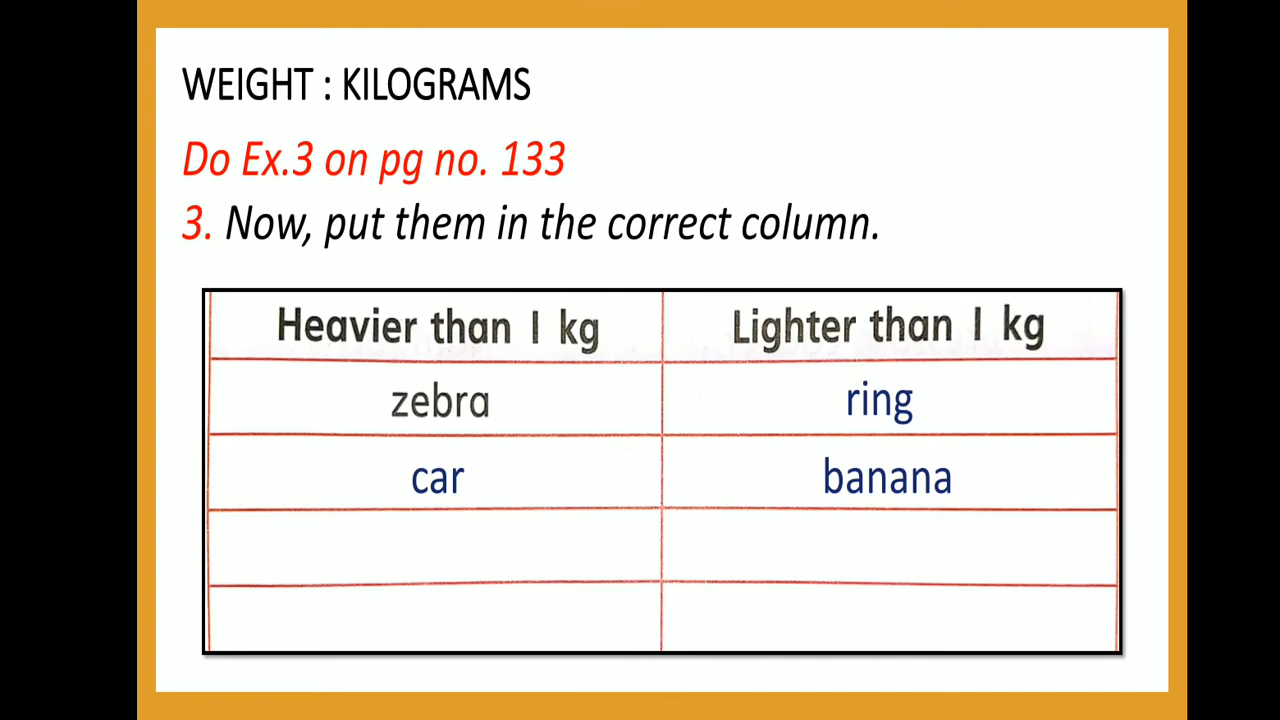 WEIGHT : KILOGRAMS
Do Ex.3 on pg no. 133
3. Now, put them in the correct column.
Heavier than 1 kg Lighter than 1 kg
zebra ring
car banana